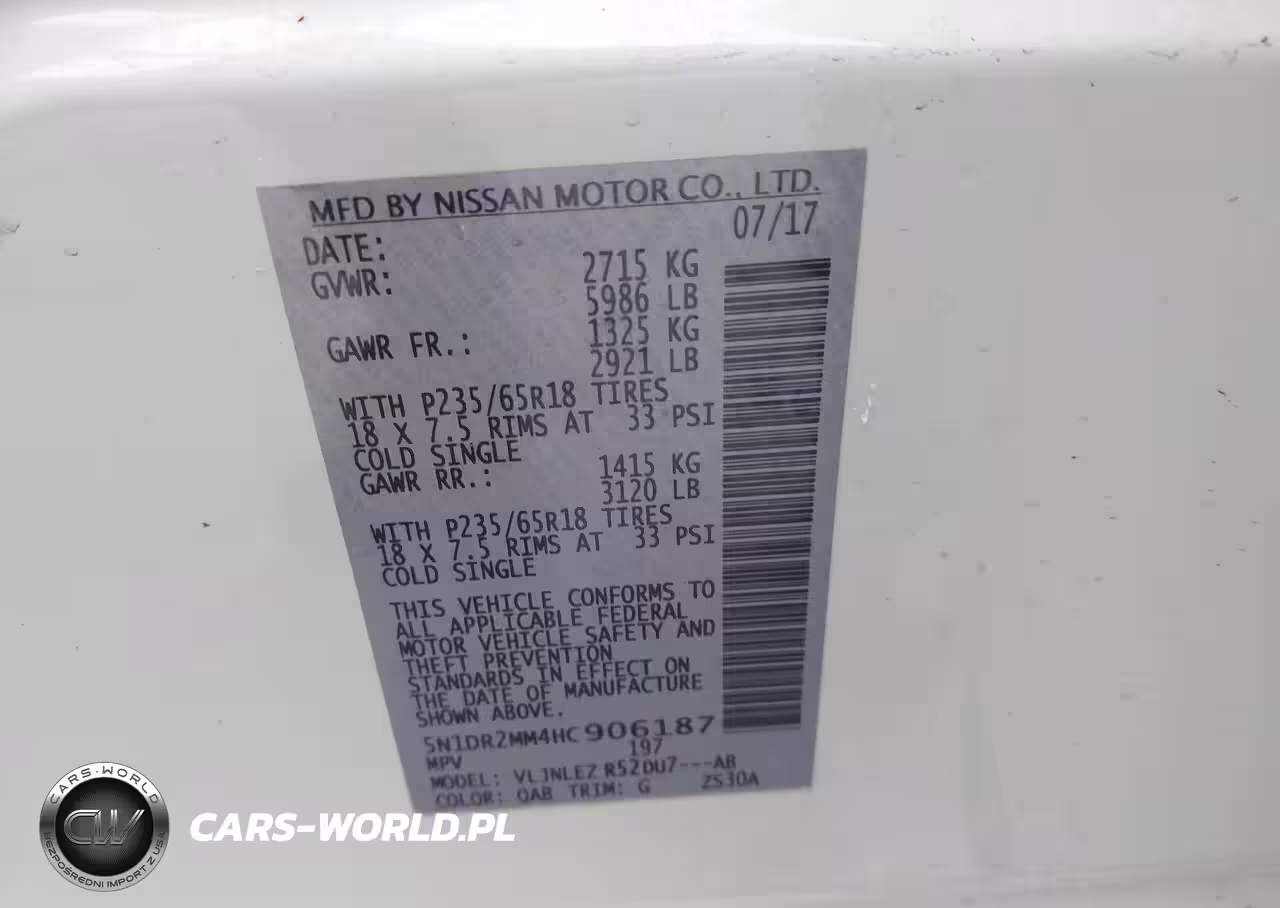 MFD BY NISSAN MOTOR CO., LTD.
DATE: 07/17
GVWR: 2715 KG
5986 LB
GAWR FR.: 1325 KG
2921 LB
WITH P235/65R18 TIRES
18 X 7.5 RIMS AT 33 PSI
COLD SINGLE
GAWR RR.: 1415 KG
3120 LB
WITH P235/65R18 TIRES
18 X 7.5 RIMS AT 33 PSI
COLD SINGLE
THIS VEHICLE CONFORMS TO
ALL APPLICABLE FEDERAL
MOTOR VEHICLE SAFETY AND
THEFT PREVENTION
STANDARDS IN EFFECT ON
THE DATE OF MANUFACTURE
SHOWN ABOVE.
5N1DR2MM4HC906187
MPV 197
MODEL: VLJNLEZ R52DU7---AB
COLOR: QAB TRIM: G ZS30A
CARS-WORLD
CW
BEZPOŚREDNI IMPORT Z USA
CARS-WORLD.PL